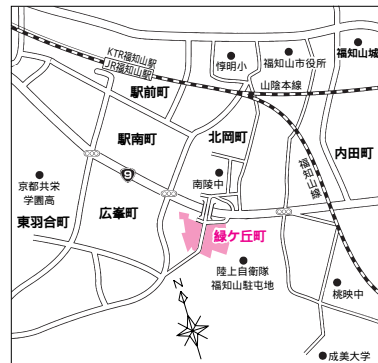 KTR福知山駅
JR福知山駅
惇明小
福知山市役所
福知山城
山陰本線
駅前町
駅南町
北岡町
内田町
福知山線
9
南陵中
京都共栄
学園高
東羽合町
広峯町
緑ケ丘町
陸上自衛隊
福知山駐屯地
桃映中
N
成美大学